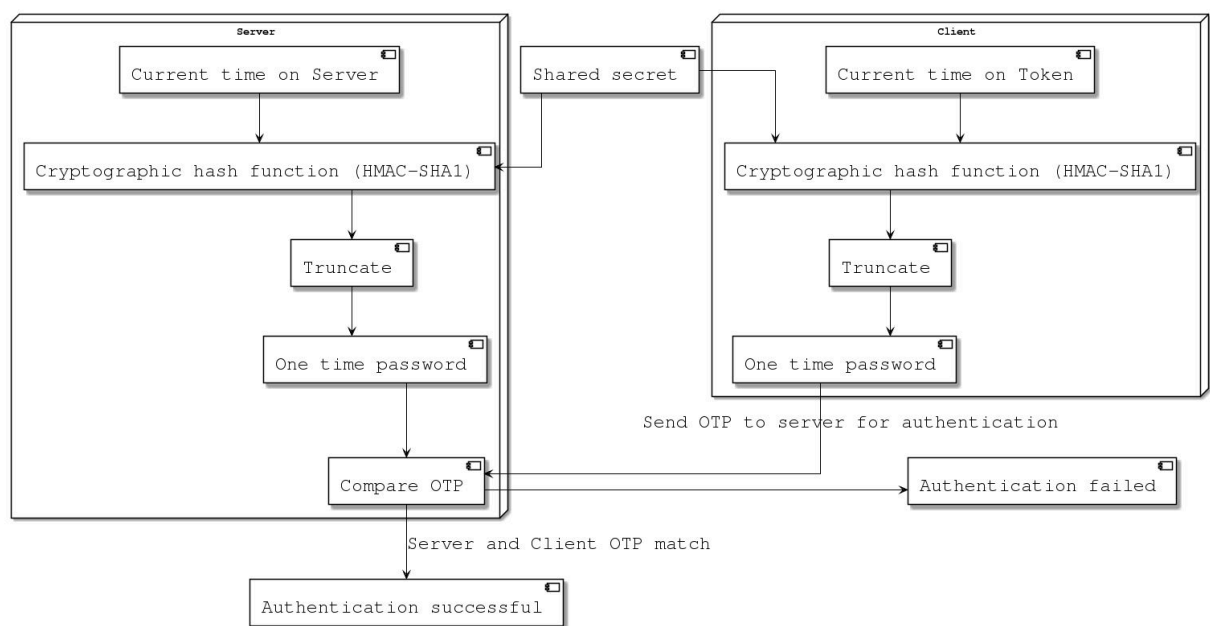 Server
Client
Current time on Server
Shared secret
Current time on Token
Cryptographic hash function (HMAC-SHA1)
Cryptographic hash function (HMAC-SHA1)
Truncate
Truncate
One time password
One time password
Send OTP to server for authentication
Compare OTP
Authentication failed
Server and Client OTP match
Authentication successful